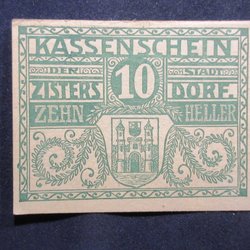 KASSENSCHEIN
DER 10 STADT
ZISTERS DORF
ZEHN HELLER